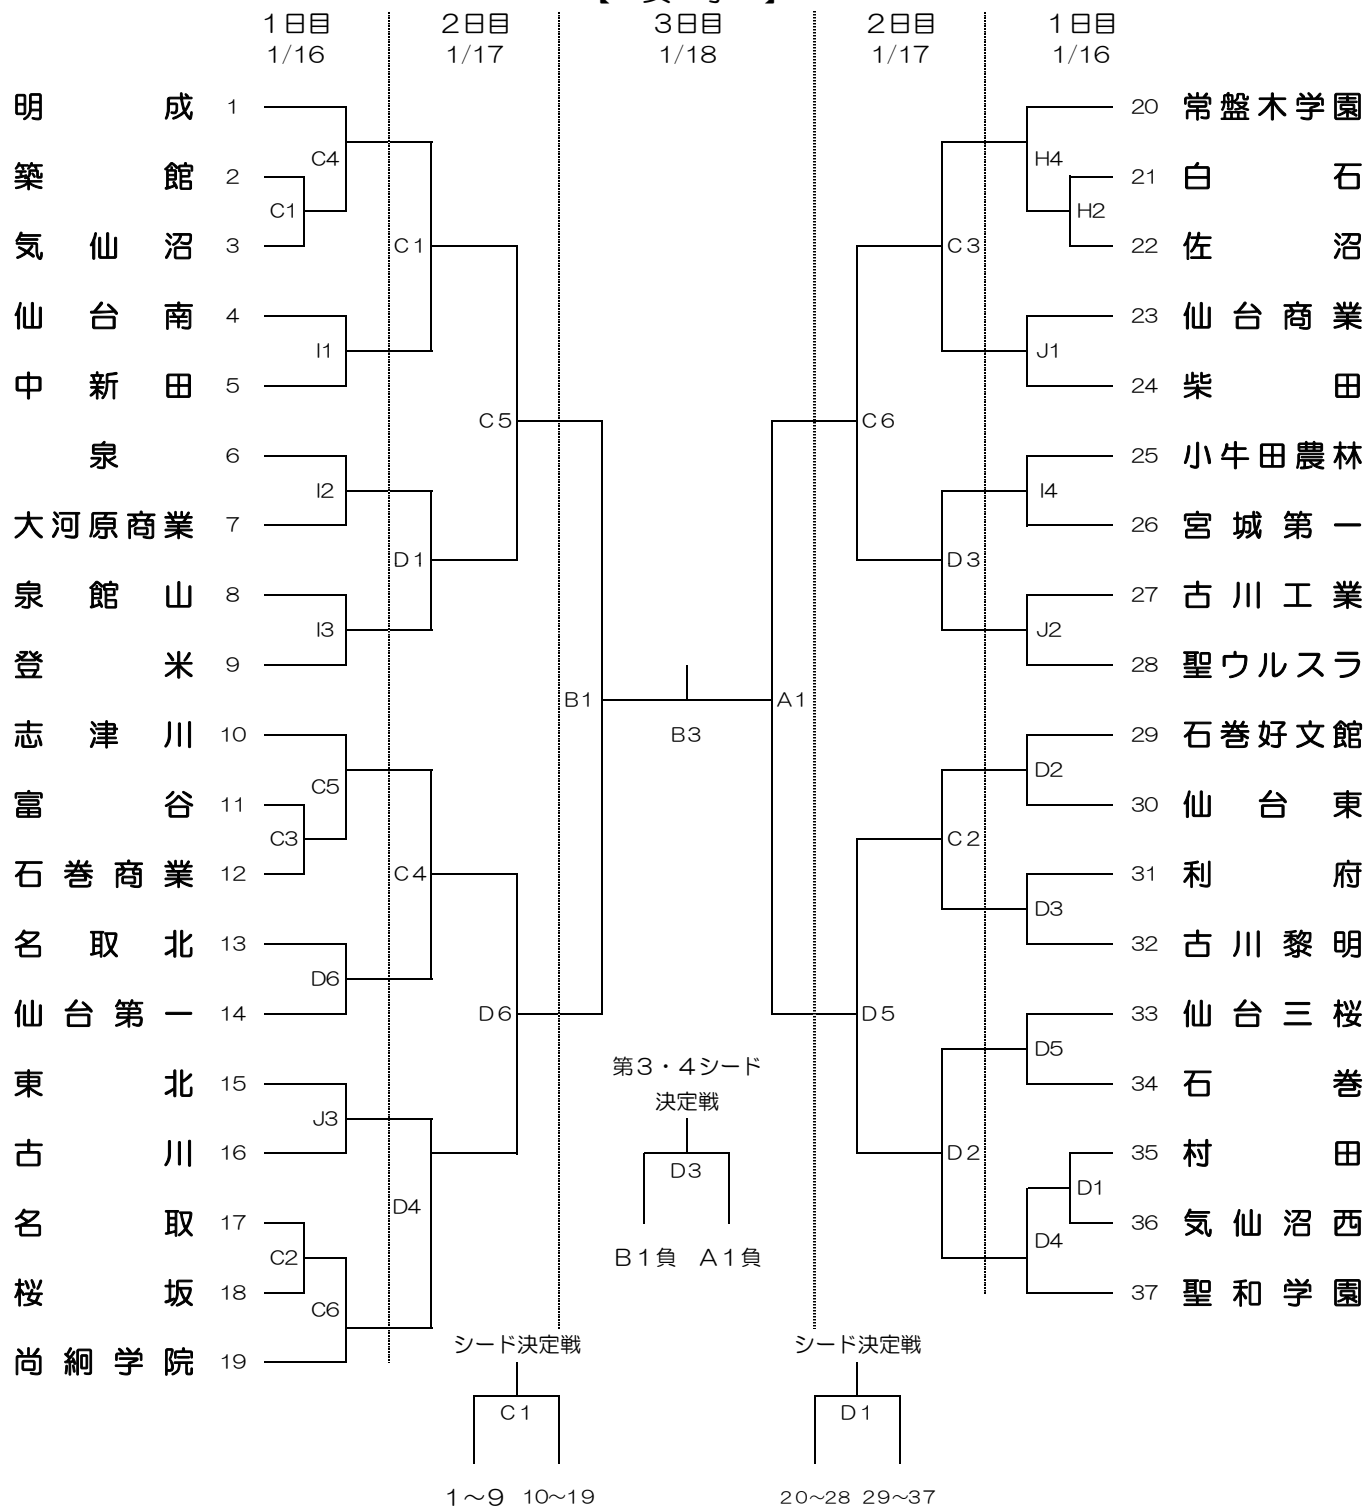 1日目 2日目 3日目 2日目 1日目
1/16 1/17 1/18 1/17 1/16
明成 1
築館 2
気仙沼 3
仙台南 4
中新田 5
泉 6
大河原商業 7
泉館山 8
登米 9
志津川 10
富谷 11
石巻商業 12
名取北 13
仙台第一 14
東北 15
古川 16
名取 17
桜坂 18
尚絅学院 19
C4
C1
I1
I2
I3
C5
C3
D6
J3
C2
C6
C1
D1
C4
D4
C5
D6
B1
B3
A1
C6
D5
C3
D3
C2
D2
H4
H2
J1
I4
J2
D2
D3
D5
D1
D4
20 常盤木学園
21 白石
22 佐沼
23 仙台商業
24 柴田
25 小牛田農林
26 宮城第一
27 古川工業
28 聖ウルスラ
29 石巻好文館
30 仙台東
31 利府
32 古川黎明
33 仙台三桜
34 石巻
35 村田
36 気仙沼西
37 聖和学園
第3・4シード
決定戦
D3
B1負 A1負
シード決定戦
C1
1～9 10～19
シード決定戦
D1
20～28 29～37